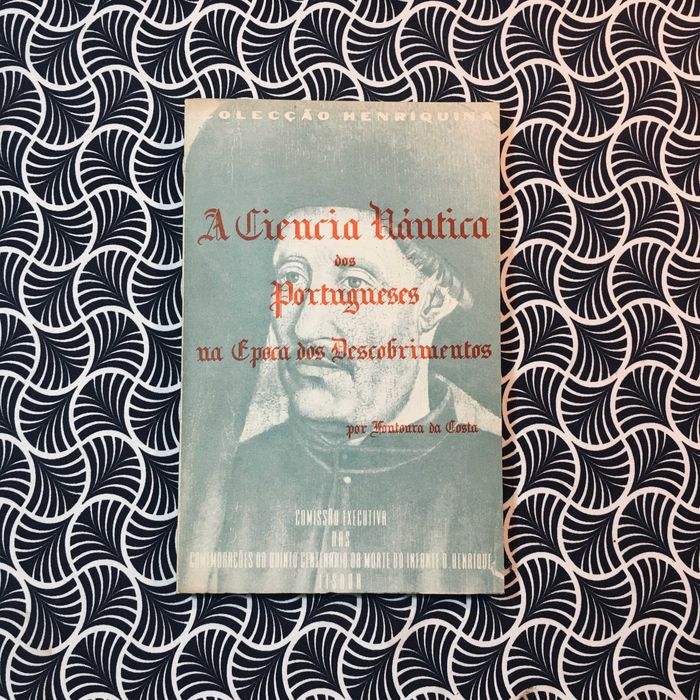 COLECÇÃO HENRIQUINA
A Ciencia Náutica
dos
Portugueses
na Epoca dos Descobrimentos
por Fontoura da Costa
COMISSÃO EXECUTIVA
DAS
COMEMORAÇÕES DO QUINTO CENTENÁRIO DA MORTE DO INFANTE D. HENRIQUE
LISBOA